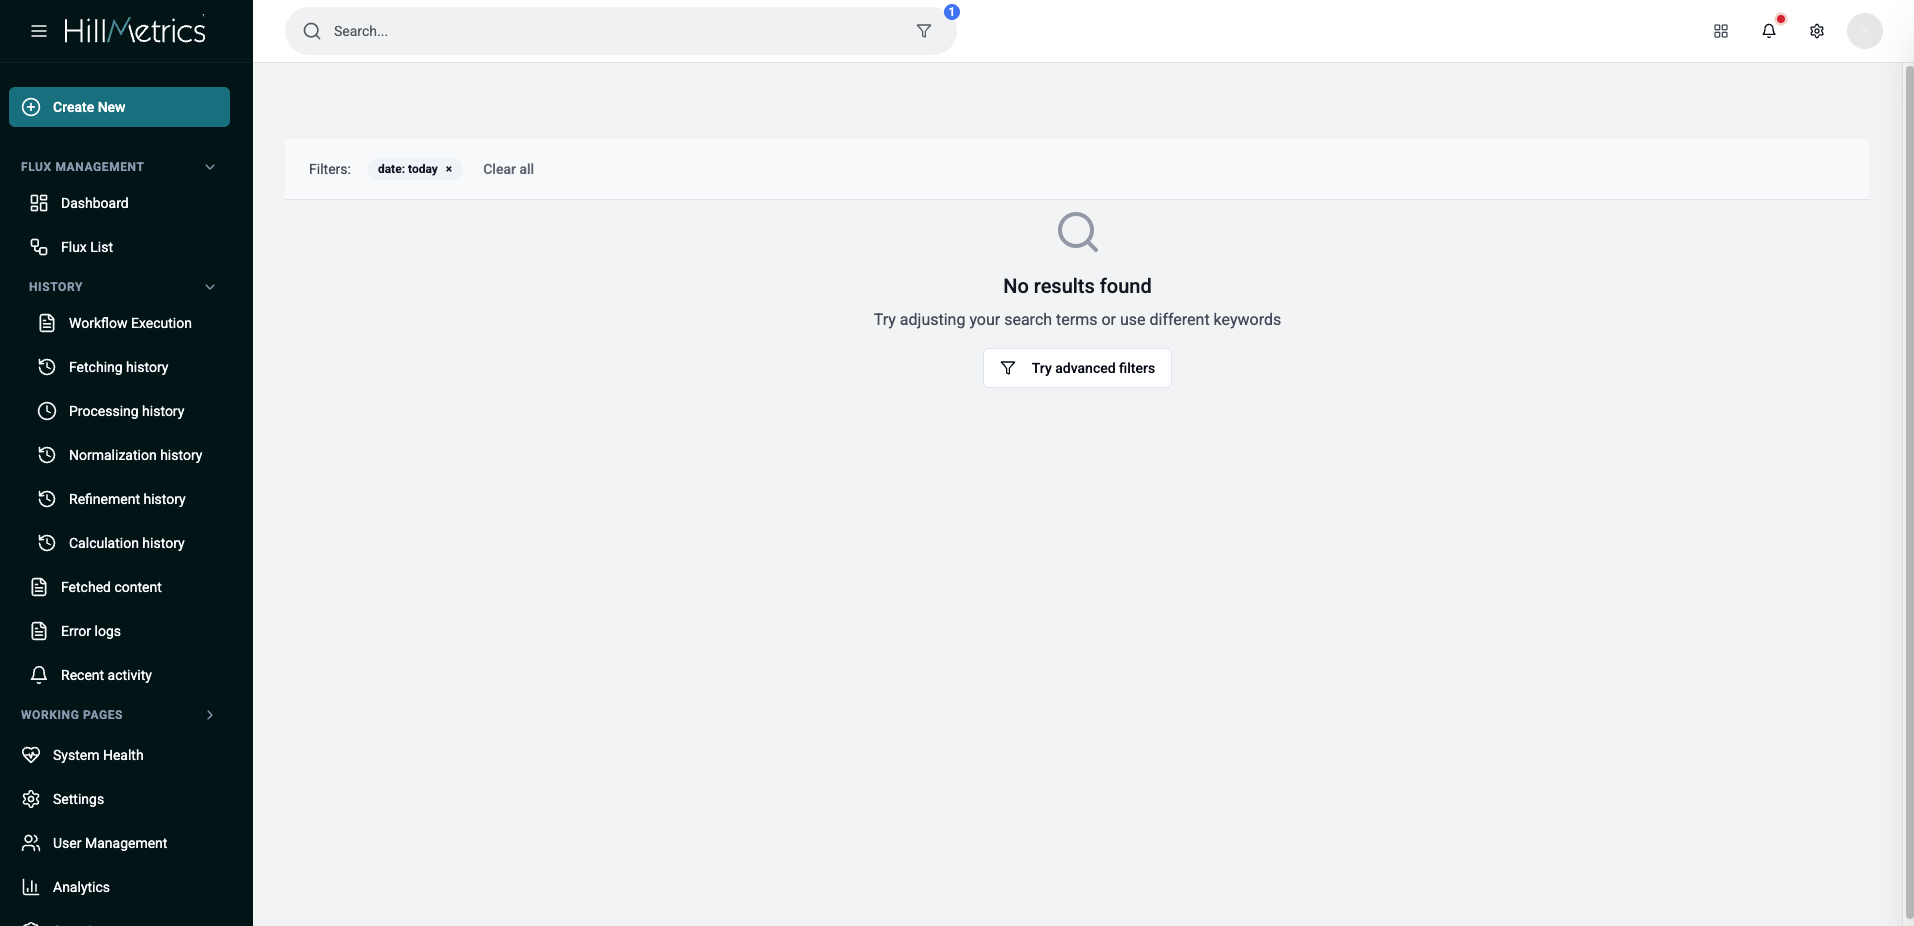 HillMetrics
Search...
1
Create New
FLUX MANAGEMENT
Dashboard
Flux List
HISTORY
Workflow Execution
Fetching history
Processing history
Normalization history
Refinement history
Calculation history
Fetched content
Error logs
Recent activity
WORKING PAGES
System Health
Settings
User Management
Analytics
Filters: date: today × Clear all
No results found
Try adjusting your search terms or use different keywords
Try advanced filters